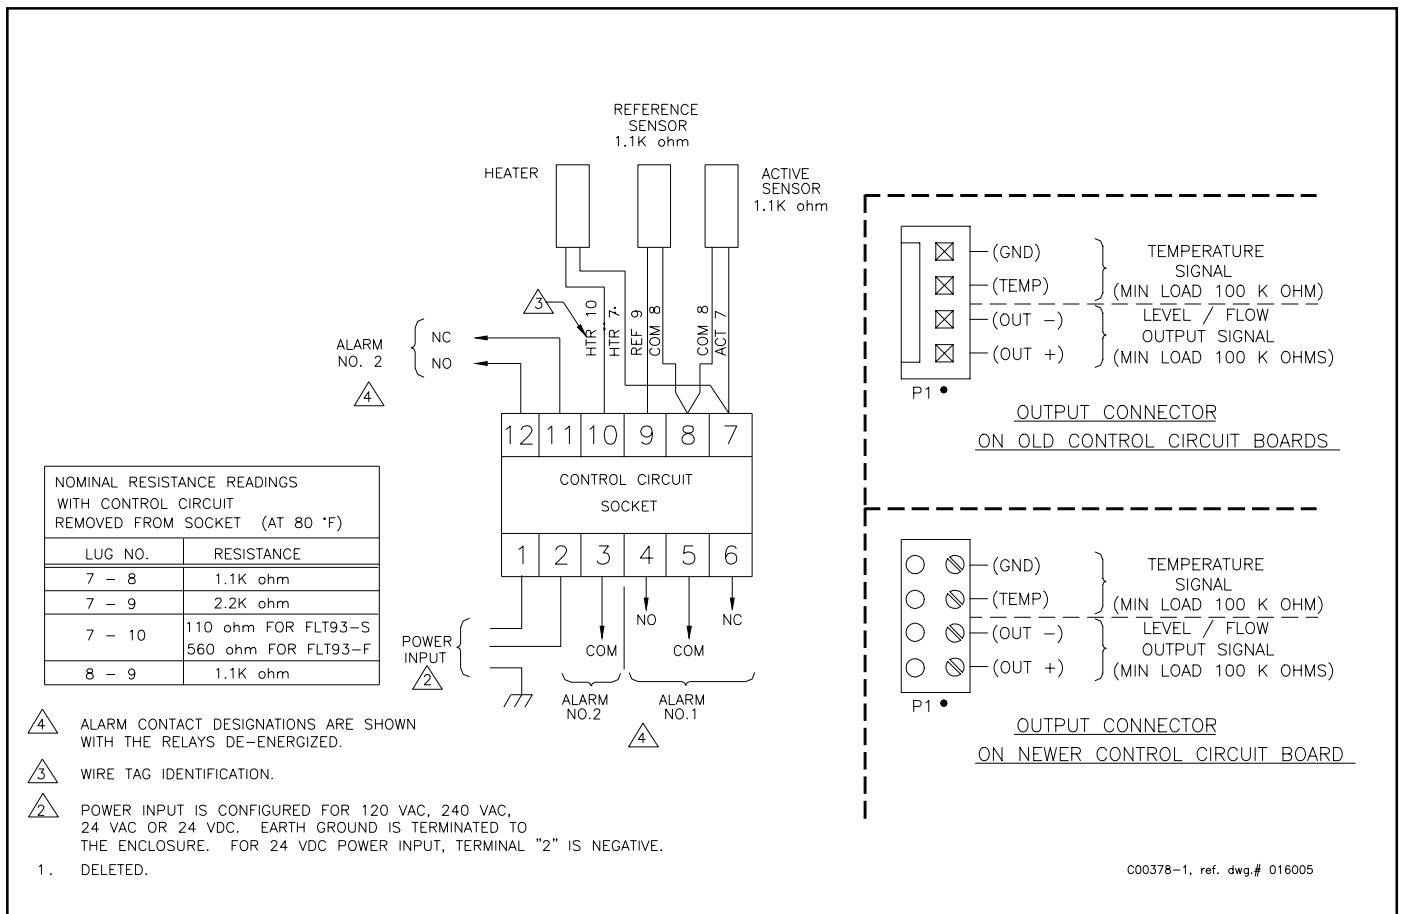 REFERENCE
SENSOR
1.1K ohm
HEATER
ACTIVE
SENSOR
1.1K ohm
3
HTR 10
HTR 7.
REF 9
COM 8
COM 8
ACT 7
ALARM
NO. 2
NC
NO
4
12 11 10 9 8 7
CONTROL CIRCUIT
SOCKET
1 2 3 4 5 6
POWER
INPUT
2
COM
NO
COM
NC
ALARM
NO.2
ALARM
NO.1
4
NOMINAL RESISTANCE READINGS
WITH CONTROL CIRCUIT
REMOVED FROM SOCKET (AT 80 °F)
LUG NO. RESISTANCE
7 - 8 1.1K ohm
7 - 9 2.2K ohm
7 - 10 110 ohm FOR FLT93-S
560 ohm FOR FLT93-F
8 - 9 1.1K ohm
4 ALARM CONTACT DESIGNATIONS ARE SHOWN
WITH THE RELAYS DE-ENERGIZED.
3 WIRE TAG IDENTIFICATION.
2 POWER INPUT IS CONFIGURED FOR 120 VAC, 240 VAC,
24 VAC OR 24 VDC. EARTH GROUND IS TERMINATED TO
THE ENCLOSURE. FOR 24 VDC POWER INPUT, TERMINAL "2" IS NEGATIVE.
1. DELETED.
(GND)
(TEMP)
(OUT -)
(OUT +)
TEMPERATURE
SIGNAL
(MIN LOAD 100 K OHM)
LEVEL / FLOW
OUTPUT SIGNAL
(MIN LOAD 100 K OHMS)
P1
OUTPUT CONNECTOR
ON OLD CONTROL CIRCUIT BOARDS
(GND)
(TEMP)
(OUT -)
(OUT +)
TEMPERATURE
SIGNAL
(MIN LOAD 100 K OHM)
LEVEL / FLOW
OUTPUT SIGNAL
(MIN LOAD 100 K OHMS)
P1
OUTPUT CONNECTOR
ON NEWER CONTROL CIRCUIT BOARD
C00378-1, ref. dwg.# 016005